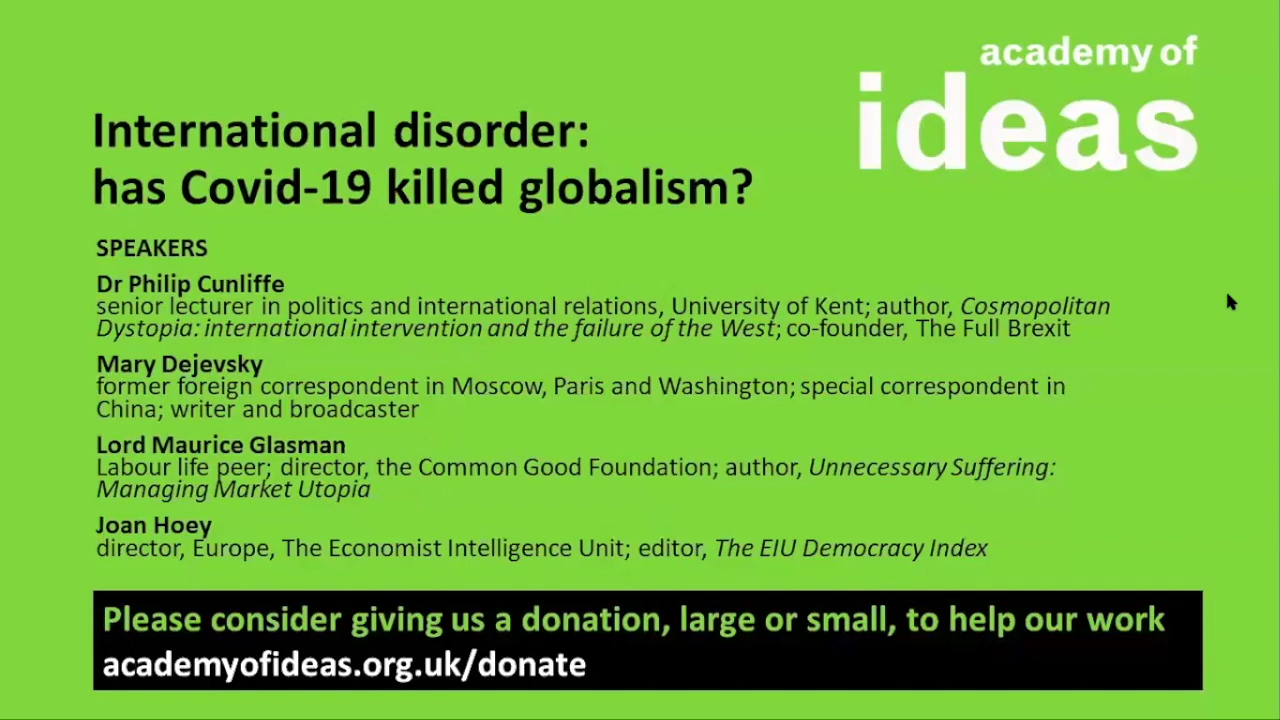 academy of
ideas
International disorder:
has Covid-19 killed globalism?
SPEAKERS
Dr Philip Cunliffe
senior lecturer in politics and international relations, University of Kent; author, Cosmopolitan
Dystopia: international intervention and the failure of the West; co-founder, The Full Brexit
Mary Dejevsky
former foreign correspondent in Moscow, Paris and Washington; special correspondent in
China; writer and broadcaster
Lord Maurice Glasman
Labour life peer; director, the Common Good Foundation; author, Unnecessary Suffering:
Managing Market Utopia
Joan Hoey
director, Europe, The Economist Intelligence Unit; editor, The EIU Democracy Index
Please consider giving us a donation, large or small, to help our work
academyofideas.org.uk/donate